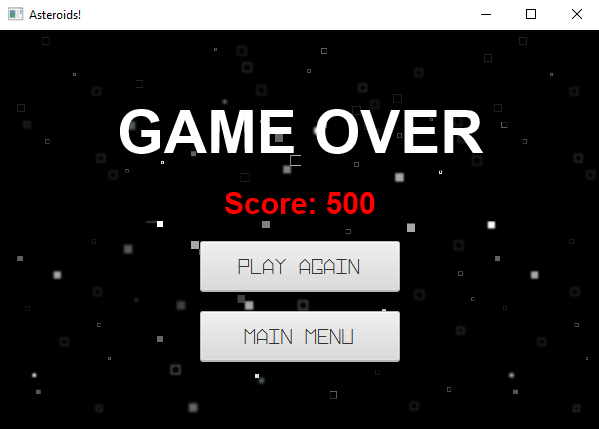 Asteroids!
GAME OVER
Score: 500
PLAY AGAIN
MAIN MENU